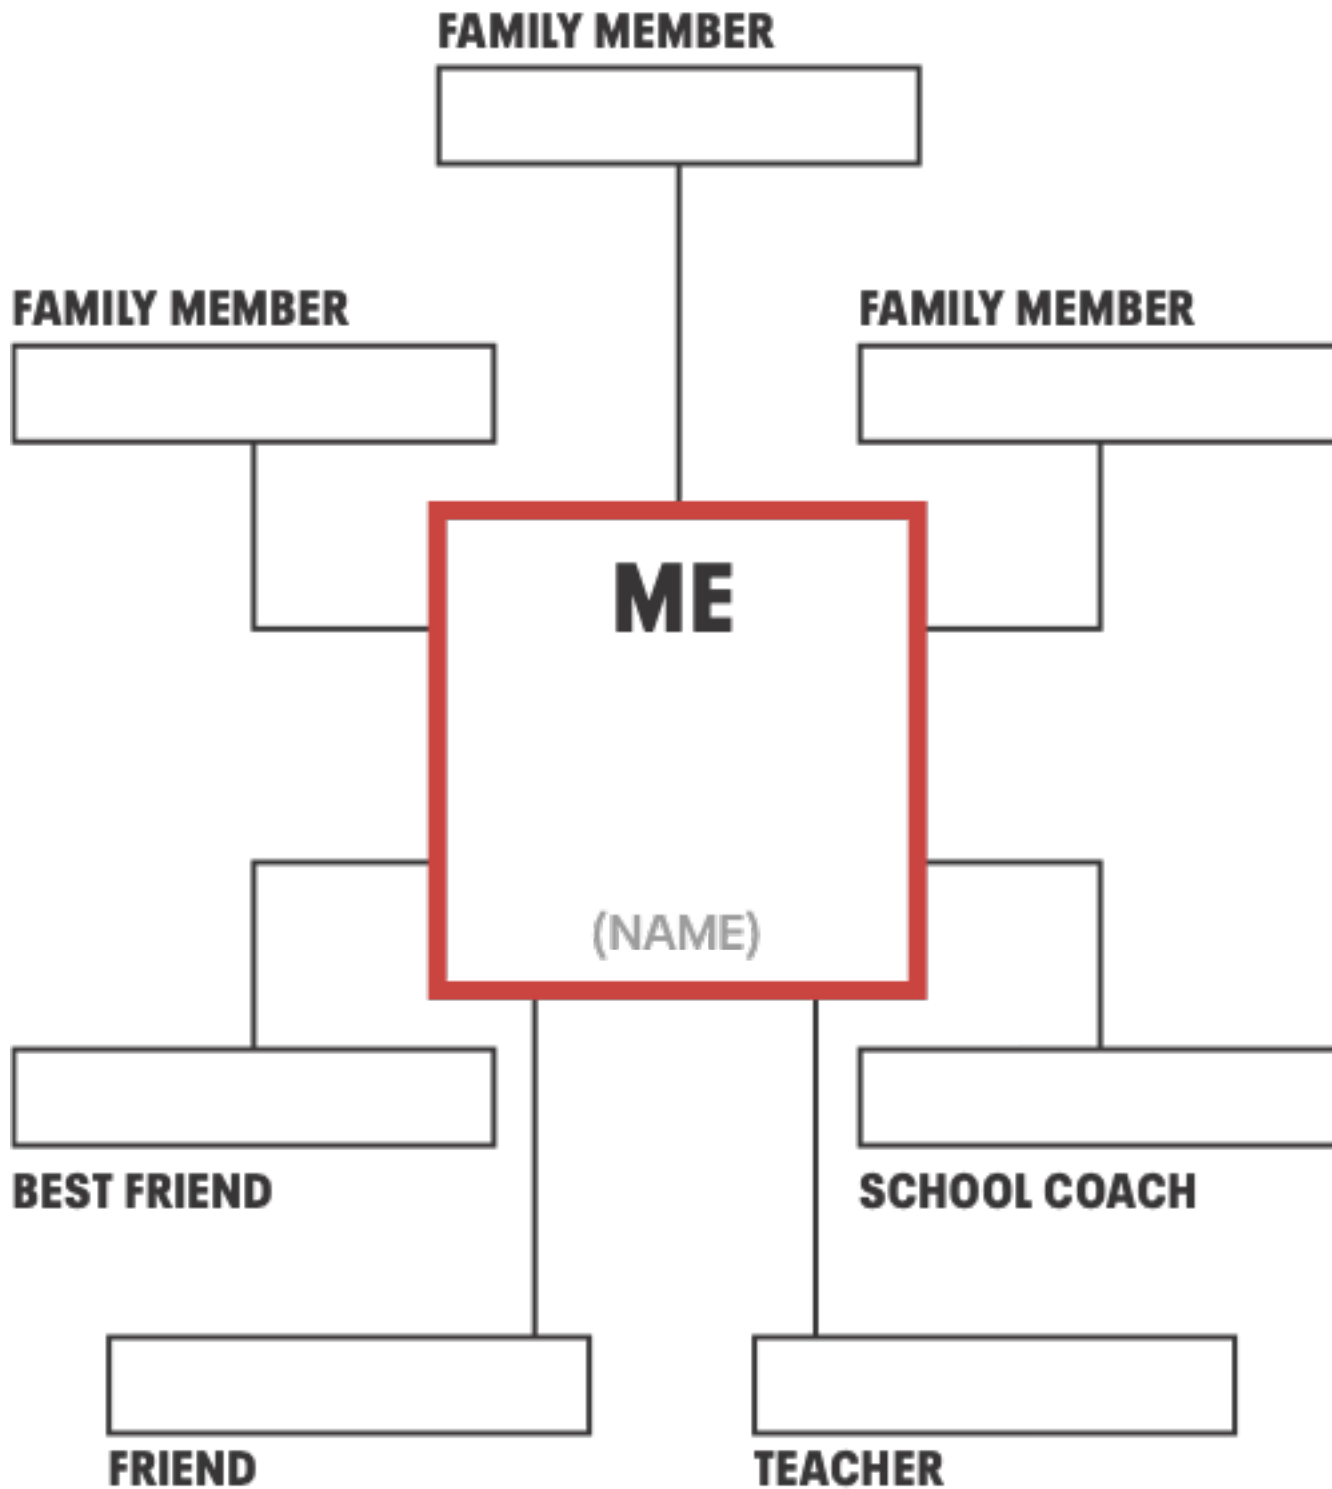 FAMILY MEMBER
FAMILY MEMBER
FAMILY MEMBER
ME
(NAME)
BEST FRIEND
SCHOOL COACH
FRIEND
TEACHER